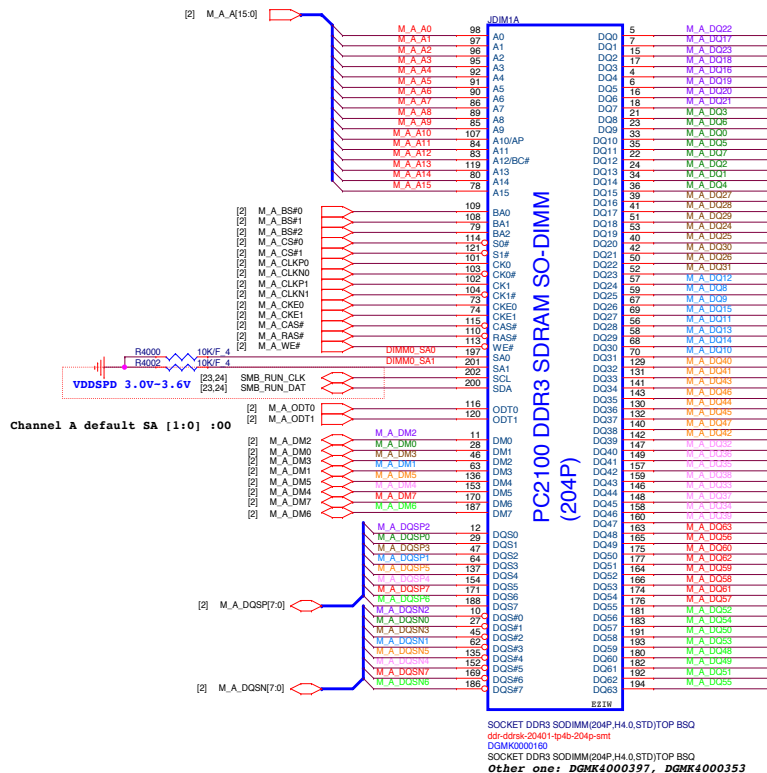 [2] M_A_A[15:0]
JDIM1A
M_A_A0 98 A0 DQ0 5 M_A_DQ22
M_A_A1 97 A1 DQ1 7 M_A_DQ17
M_A_A2 96 A2 DQ2 15 M_A_DQ23
M_A_A3 95 A3 DQ3 17 M_A_DQ18
M_A_A4 92 A4 DQ4 4 M_A_DQ16
M_A_A5 91 A5 DQ5 6 M_A_DQ19
M_A_A6 90 A6 DQ6 16 M_A_DQ20
M_A_A7 86 A7 DQ7 18 M_A_DQ21
M_A_A8 89 A8 DQ8 21 M_A_DQ3
M_A_A9 85 A9 DQ9 23 M_A_DQ6
M_A_A10 107 A10/AP DQ10 33 M_A_DQ0
M_A_A11 84 A11 DQ11 35 M_A_DQ5
M_A_A12 83 A12/BC# DQ12 22 M_A_DQ7
M_A_A13 119 A13 DQ13 24 M_A_DQ2
M_A_A14 80 A14 DQ14 34 M_A_DQ1
M_A_A15 78 A15 DQ15 36 M_A_DQ4
DQ16 39 M_A_DQ27
[2] M_A_BS#0 109 BA0 DQ17 41 M_A_DQ28
[2] M_A_BS#1 108 BA1 DQ18 51 M_A_DQ29
[2] M_A_BS#2 79 BA2 DQ19 53 M_A_DQ24
[2] M_A_CS#0 114 S0# DQ20 40 M_A_DQ25
[2] M_A_CS#1 121 S1# DQ21 42 M_A_DQ30
[2] M_A_CLKP0 101 CK0 DQ22 50 M_A_DQ26
[2] M_A_CLKN0 103 CK0# DQ23 52 M_A_DQ31
[2] M_A_CLKP1 102 CK1 DQ24 57 M_A_DQ12
[2] M_A_CLKN1 104 CK1# DQ25 59 M_A_DQ8
[2] M_A_CKE0 73 CKE0 DQ26 67 M_A_DQ9
[2] M_A_CKE1 74 CKE1 DQ27 69 M_A_DQ15
[2] M_A_CAS# 115 CAS# DQ28 56 M_A_DQ11
[2] M_A_RAS# 110 RAS# DQ29 58 M_A_DQ13
[2] M_A_WE# 113 WE# DQ30 68 M_A_DQ14
R4000 10K/F_4 DIMM0_SA0 197 SA0 DQ31 70 M_A_DQ10
R4002 10K/F_4 DIMM0_SA1 201 SA1 DQ32 129 M_A_DQ40
[23,24] SMB_RUN_CLK 202 SCL DQ33 131 M_A_DQ41
VDDSPD 3.0V~3.6V
[23,24] SMB_RUN_DAT 200 SDA DQ34 141 M_A_DQ43
DQ35 143 M_A_DQ46
[2] M_A_ODT0 116 ODT0 DQ36 130 M_A_DQ44
[2] M_A_ODT1 120 ODT1 DQ37 132 M_A_DQ45
Channel A default SA [1:0] :00
DQ38 140 M_A_DQ47
[2] M_A_DM2 M_A_DM2 11 DM0 DQ39 142 M_A_DQ42
[2] M_A_DM0 M_A_DM0 28 DM1 DQ40 147 M_A_DQ32
[2] M_A_DM3 M_A_DM3 46 DM2 DQ41 149 M_A_DQ36
[2] M_A_DM1 M_A_DM1 63 DM3 DQ42 157 M_A_DQ35
[2] M_A_DM5 M_A_DM5 136 DM4 DQ43 159 M_A_DQ38
[2] M_A_DM4 M_A_DM4 153 DM5 DQ44 146 M_A_DQ33
[2] M_A_DM7 M_A_DM7 170 DM6 DQ45 148 M_A_DQ37
[2] M_A_DM6 M_A_DM6 187 DM7 DQ46 158 M_A_DQ34
DQ47 160 M_A_DQ39
M_A_DQSP2 12 DQS0 DQ48 163 M_A_DQ63
M_A_DQSP0 29 DQS1 DQ49 165 M_A_DQ56
M_A_DQSP3 47 DQS2 DQ50 175 M_A_DQ60
M_A_DQSP1 64 DQS3 DQ51 177 M_A_DQ62
M_A_DQSP5 137 DQS4 DQ52 164 M_A_DQ59
M_A_DQSP4 154 DQS5 DQ53 166 M_A_DQ58
M_A_DQSP7 171 DQS6 DQ54 174 M_A_DQ61
[2] M_A_DQSP[7:0] M_A_DQSP6 188 DQS7 DQ55 176 M_A_DQ57
M_A_DQSN2 10 DQS#0 DQ56 181 M_A_DQ52
M_A_DQSN0 27 DQS#1 DQ57 183 M_A_DQ54
M_A_DQSN3 45 DQS#2 DQ58 191 M_A_DQ50
M_A_DQSN1 62 DQS#3 DQ59 193 M_A_DQ53
M_A_DQSN5 135 DQS#4 DQ60 180 M_A_DQ48
M_A_DQSN4 152 DQS#5 DQ61 182 M_A_DQ49
M_A_DQSN7 169 DQS#6 DQ62 192 M_A_DQ51
[2] M_A_DQSN[7:0] M_A_DQSN6 186 DQS#7 DQ63 194 M_A_DQ55
PC2100 DDR3 SDRAM SO-DIMM
(204P)
EZIW
SOCKET DDR3 SODIMM(204P,H4.0,STD)TOP BSQ
ddr-ddrsk-20401-tp4b-204p-smt
DGMK0000160
SOCKET DDR3 SODIMM(204P,H4.0,STD)TOP BSQ
Other one: DGMK4000397, DGMK4000353